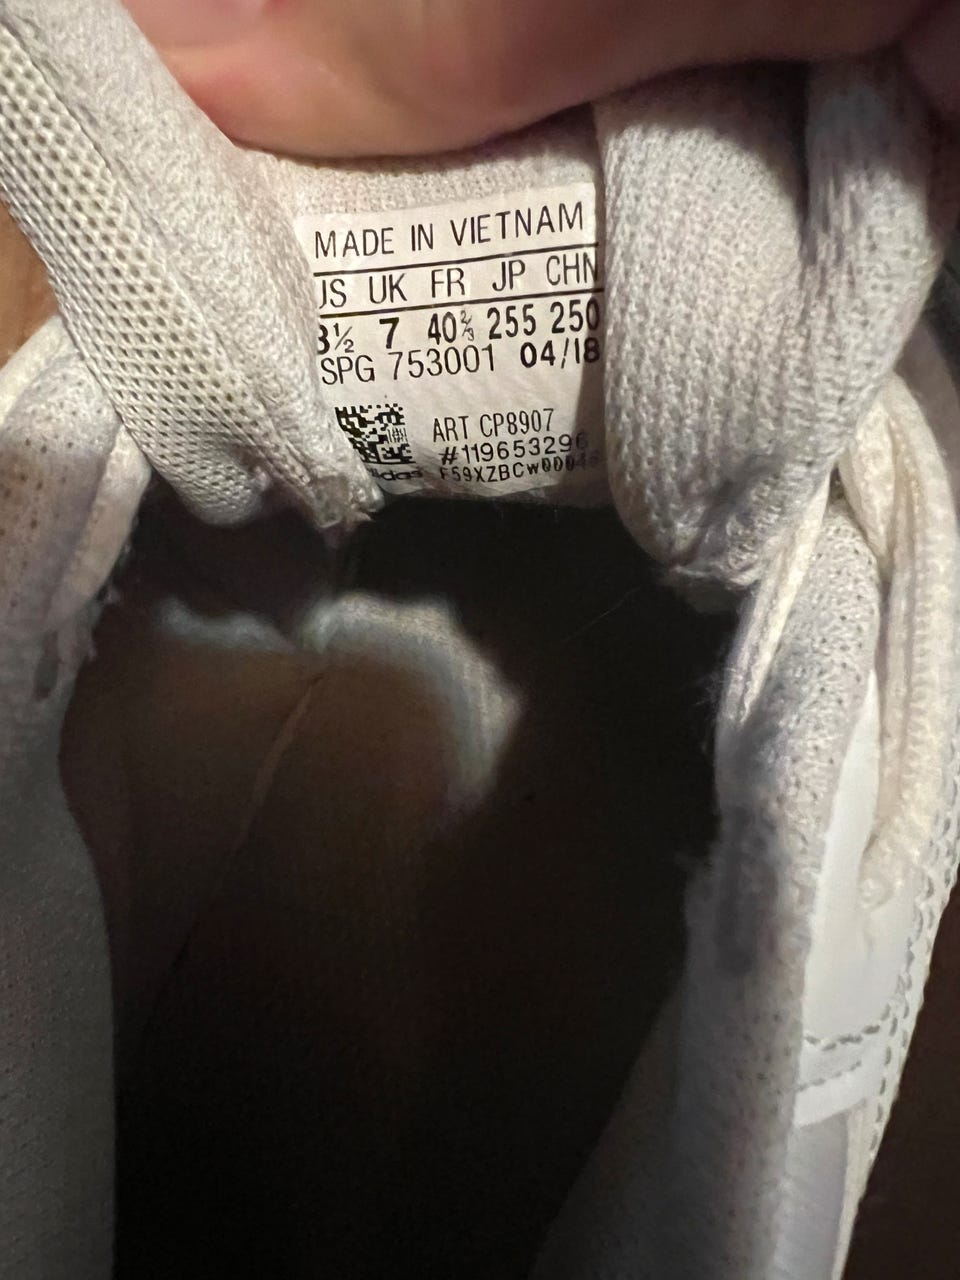 MADE IN VIETNAM
US UK FR JP CHN
8½ 7 40⅔ 255 250
SPG 753001 04/18
ART CP8907
#119653296
adidas